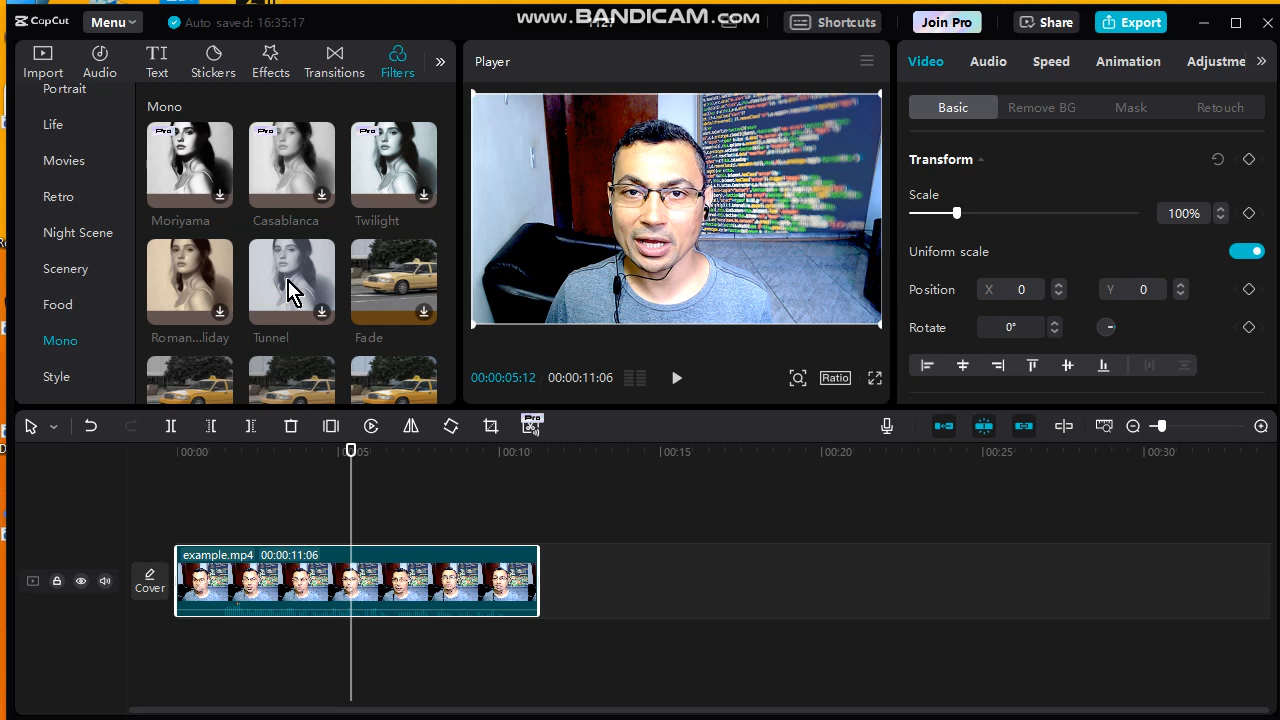 www.BANDICAM.com
CapCut
Menu
Auto saved: 16:35:17
Shortcuts
Join Pro
Share
Export
Import
Audio
Text
Stickers
Effects
Transitions
Filters
Portrait
Life
Movies
Retro
Night Scene
Scenery
Food
Mono
Style
Mono
Pro
Pro
Pro
Moriyama
Casablanca
Twilight
Roman...liday
Tunnel
Fade
Player
00:00:05:12
00:00:11:06
Ratio
Video
Audio
Speed
Animation
Adjustme
Basic
Remove BG
Mask
Retouch
Transform
Scale
100%
Uniform scale
Position
X 0
Y 0
Rotate
0°
Pro
00:00
00:10
00:15
00:20
00:25
00:30
example.mp4 00:00:11:06
Cover